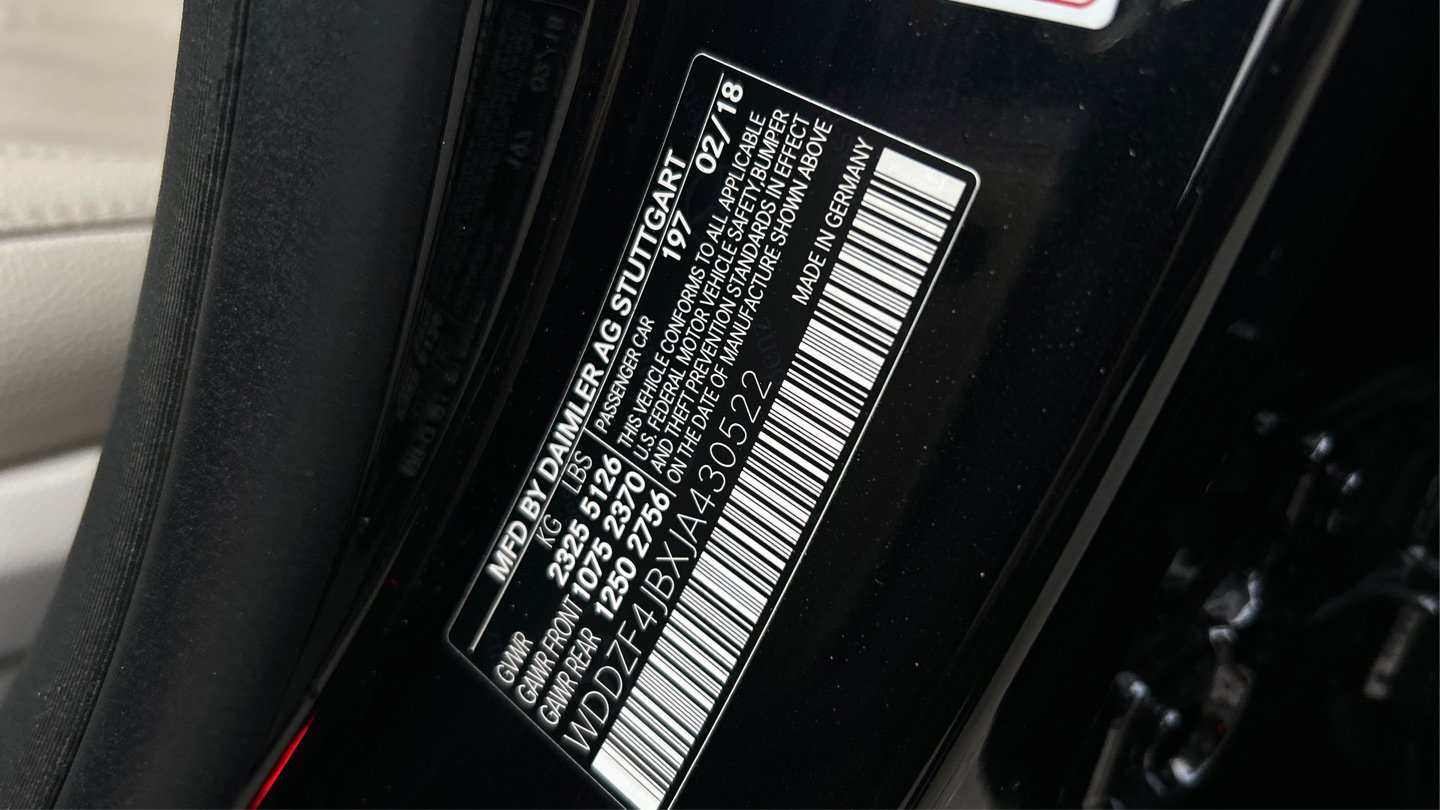 MFD BY DAIMLER AG STUTTGART
KG LBS
PASSENGER CAR 197 02/18
GVWR 2325 5126
GAWR FRONT 1075 2370
GAWR REAR 1250 2756
THIS VEHICLE CONFORMS TO ALL APPLICABLE
U.S. FEDERAL MOTOR VEHICLE SAFETY,BUMPER
AND THEFT PREVENTION STANDARDS IN EFFECT
ON THE DATE OF MANUFACTURE SHOWN ABOVE
WDDZF4JBXJA430522
MADE IN GERMANY